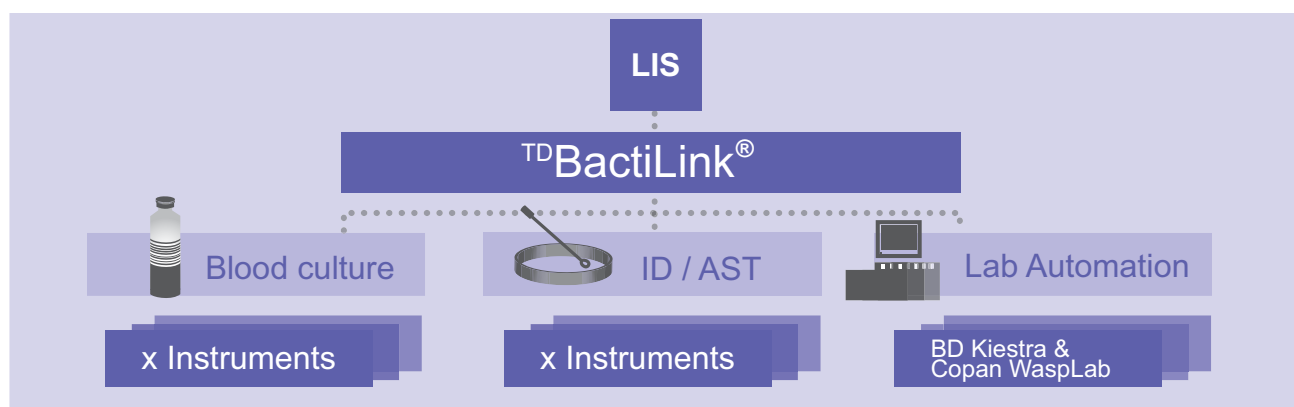 LIS
TDBactiLink®
Blood culture
ID / AST
Lab Automation
x Instruments
x Instruments
BD Kiestra &
Copan WaspLab